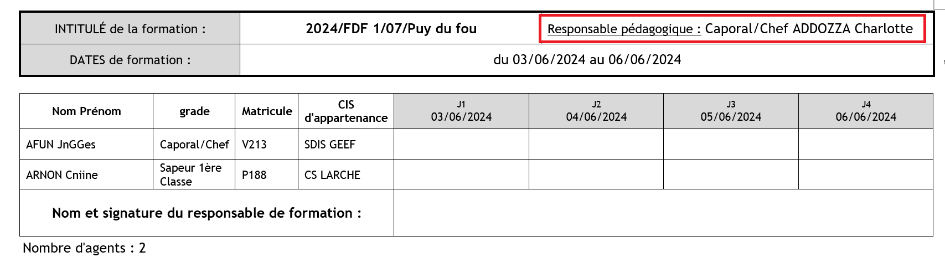 INTITULÉ de la formation : 2024/FDF 1/07/Puy du fou Responsable pédagogique : Caporal/Chef ADDOZZA Charlotte
DATES de formation : du 03/06/2024 au 06/06/2024
Nom Prénom grade Matricule CIS d'appartenance J1 03/06/2024 J2 04/06/2024 J3 05/06/2024 J4 06/06/2024
AFUN JnGGes Caporal/Chef V213 SDIS GEEF
ARNON Cniine Sapeur 1ère Classe P188 CS LARCHE
Nom et signature du responsable de formation :
Nombre d'agents : 2